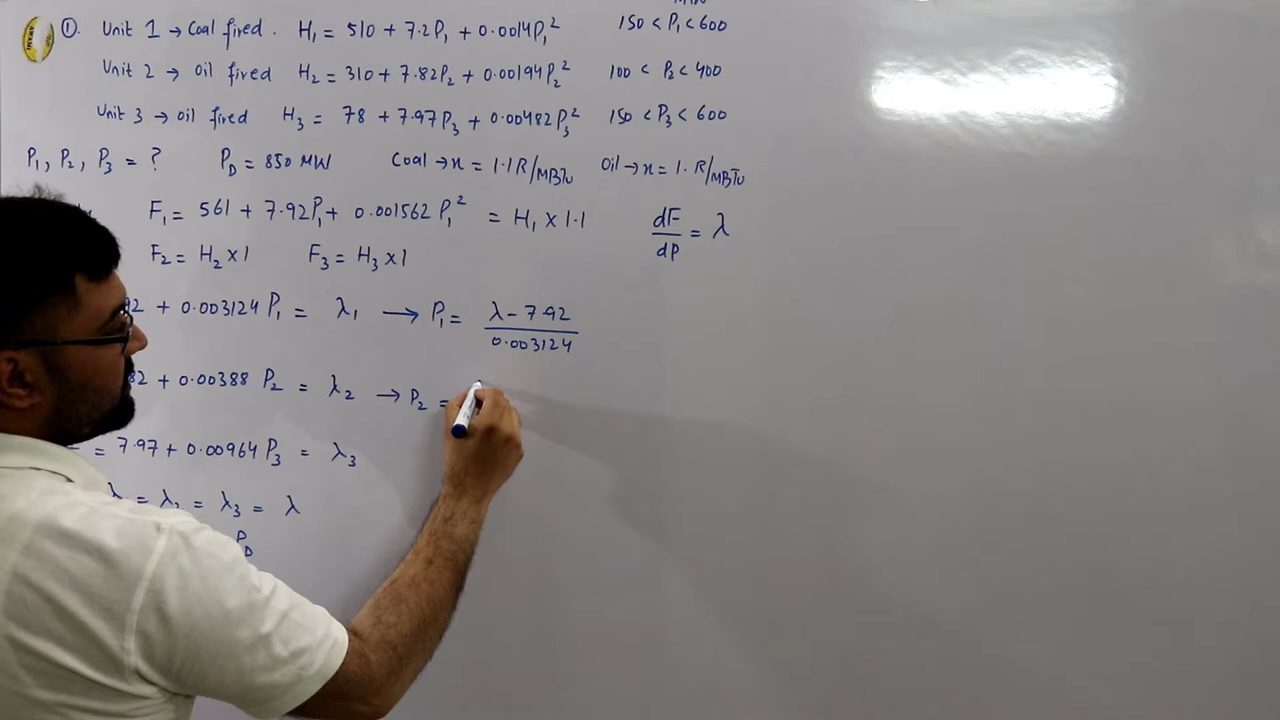 ①. Unit 1 → Coal fired. H₁ = 510 + 7.2P₁ + 0.0014P₁² 150 < P₁ < 600
Unit 2 → Oil fired H₂ = 310 + 7.82P₂ + 0.00194P₂² 100 < P₂ < 400
Unit 3 → oil fired H₃ = 78 + 7.97P₃ + 0.00482P₃² 150 < P₃ < 600
P₁, P₂, P₃ = ? P_D = 850 MW Coal → x = 1.1 R/MBTU Oil → x = 1. R/MBTU
F₁ = 561 + 7.92P₁ + 0.001562 P₁² = H₁ × 1.1 dF/dP = λ
F₂ = H₂ × 1 F₃ = H₃ × 1
92 + 0.003124 P₁ = λ₁ → P₁ = λ - 7.92 / 0.003124
82 + 0.00388 P₂ = λ₂ → P₂ =
= 7.97 + 0.00964 P₃ = λ₃
λ = λ₂ = λ₃ = λ
P_D